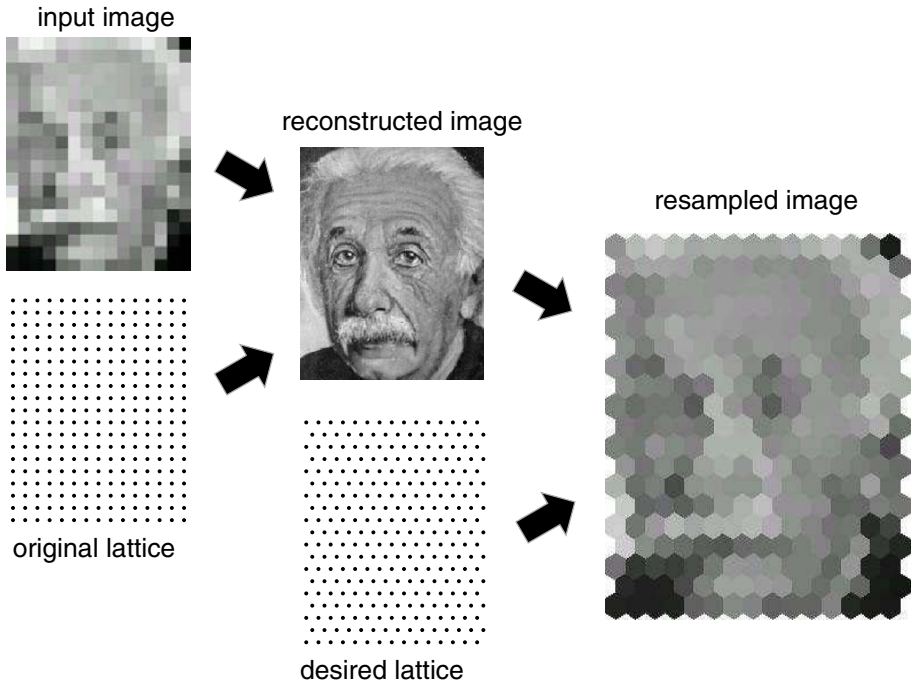 input image
reconstructed image
resampled image
original lattice
desired lattice